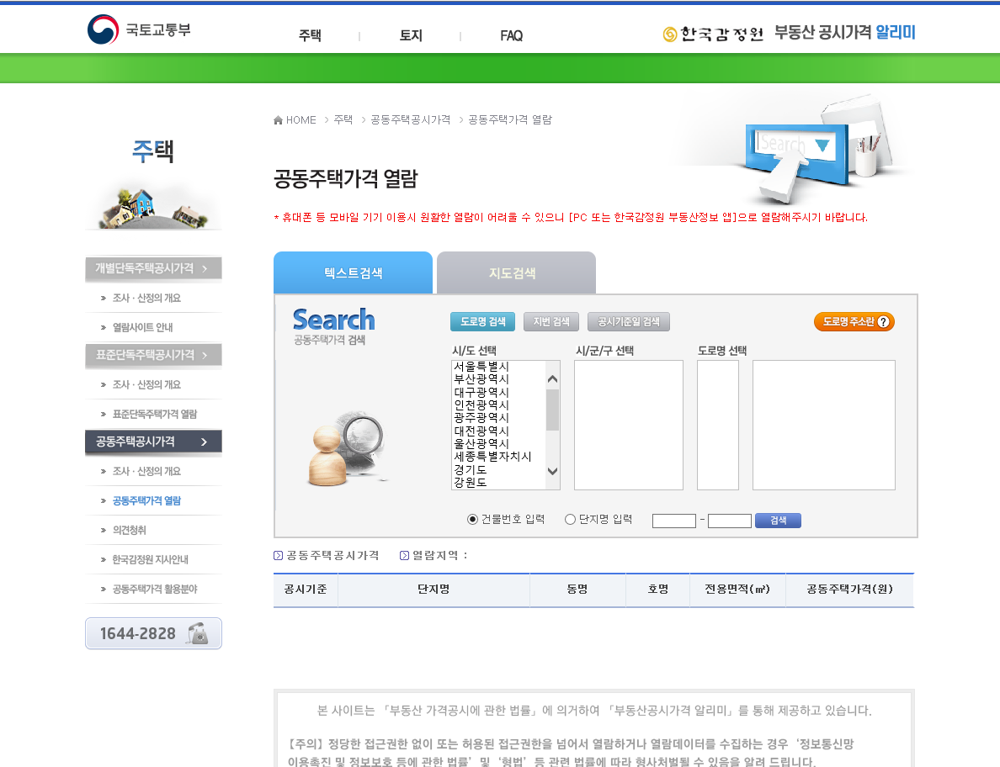 국토교통부
주택
토지
FAQ
한국감정원 부동산 공시가격 알리미
HOME > 주택 > 공동주택공시가격 > 공동주택가격 열람
Search
주택
공동주택가격 열람
* 휴대폰 등 모바일 기기 이용시 원활한 열람이 어려울 수 있으니 [PC 또는 한국감정원 부동산정보 앱]으로 열람해주시기 바랍니다.
개별단독주택공시가격
조사 · 산정의 개요
열람사이트 안내
표준단독주택공시가격
조사 · 산정의 개요
표준단독주택가격 열람
공동주택공시가격
조사 · 산정의 개요
공동주택가격 열람
의견청취
한국감정원 지사안내
공동주택가격 활용분야
1644-2828
텍스트검색
지도검색
Search
공동주택가격 검색
도로명 검색
지번 검색
공시기준일 검색
도로명 주소란 ?
시/도 선택
시/군/구 선택
도로명 선택
서울특별시
부산광역시
대구광역시
인천광역시
광주광역시
대전광역시
울산광역시
세종특별자치시
경기도
강원도
건물번호 입력
단지명 입력
-
검색
공동주택공시가격
열람지역 :
공시기준
단지명
동명
호명
전용면적(㎡)
공동주택가격(원)
본 사이트는 「부동산 가격공시에 관한 법률」에 의거하여 「부동산공시가격 알리미」를 통해 제공하고 있습니다.
【주의】정당한 접근권한 없이 또는 허용된 접근권한을 넘어서 열람하거나 열람데이터를 수집하는 경우 ‘정보통신망
이용촉진 및 정보보호 등에 관한 법률’ 및 ‘형법’ 등 관련 법률에 따라 형사처벌될 수 있음을 알려 드립니다.